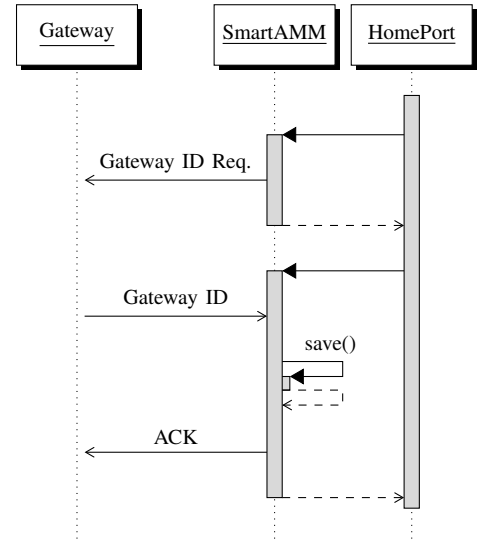 Gateway
SmartAMM
HomePort
Gateway ID Req.
Gateway ID
save()
ACK